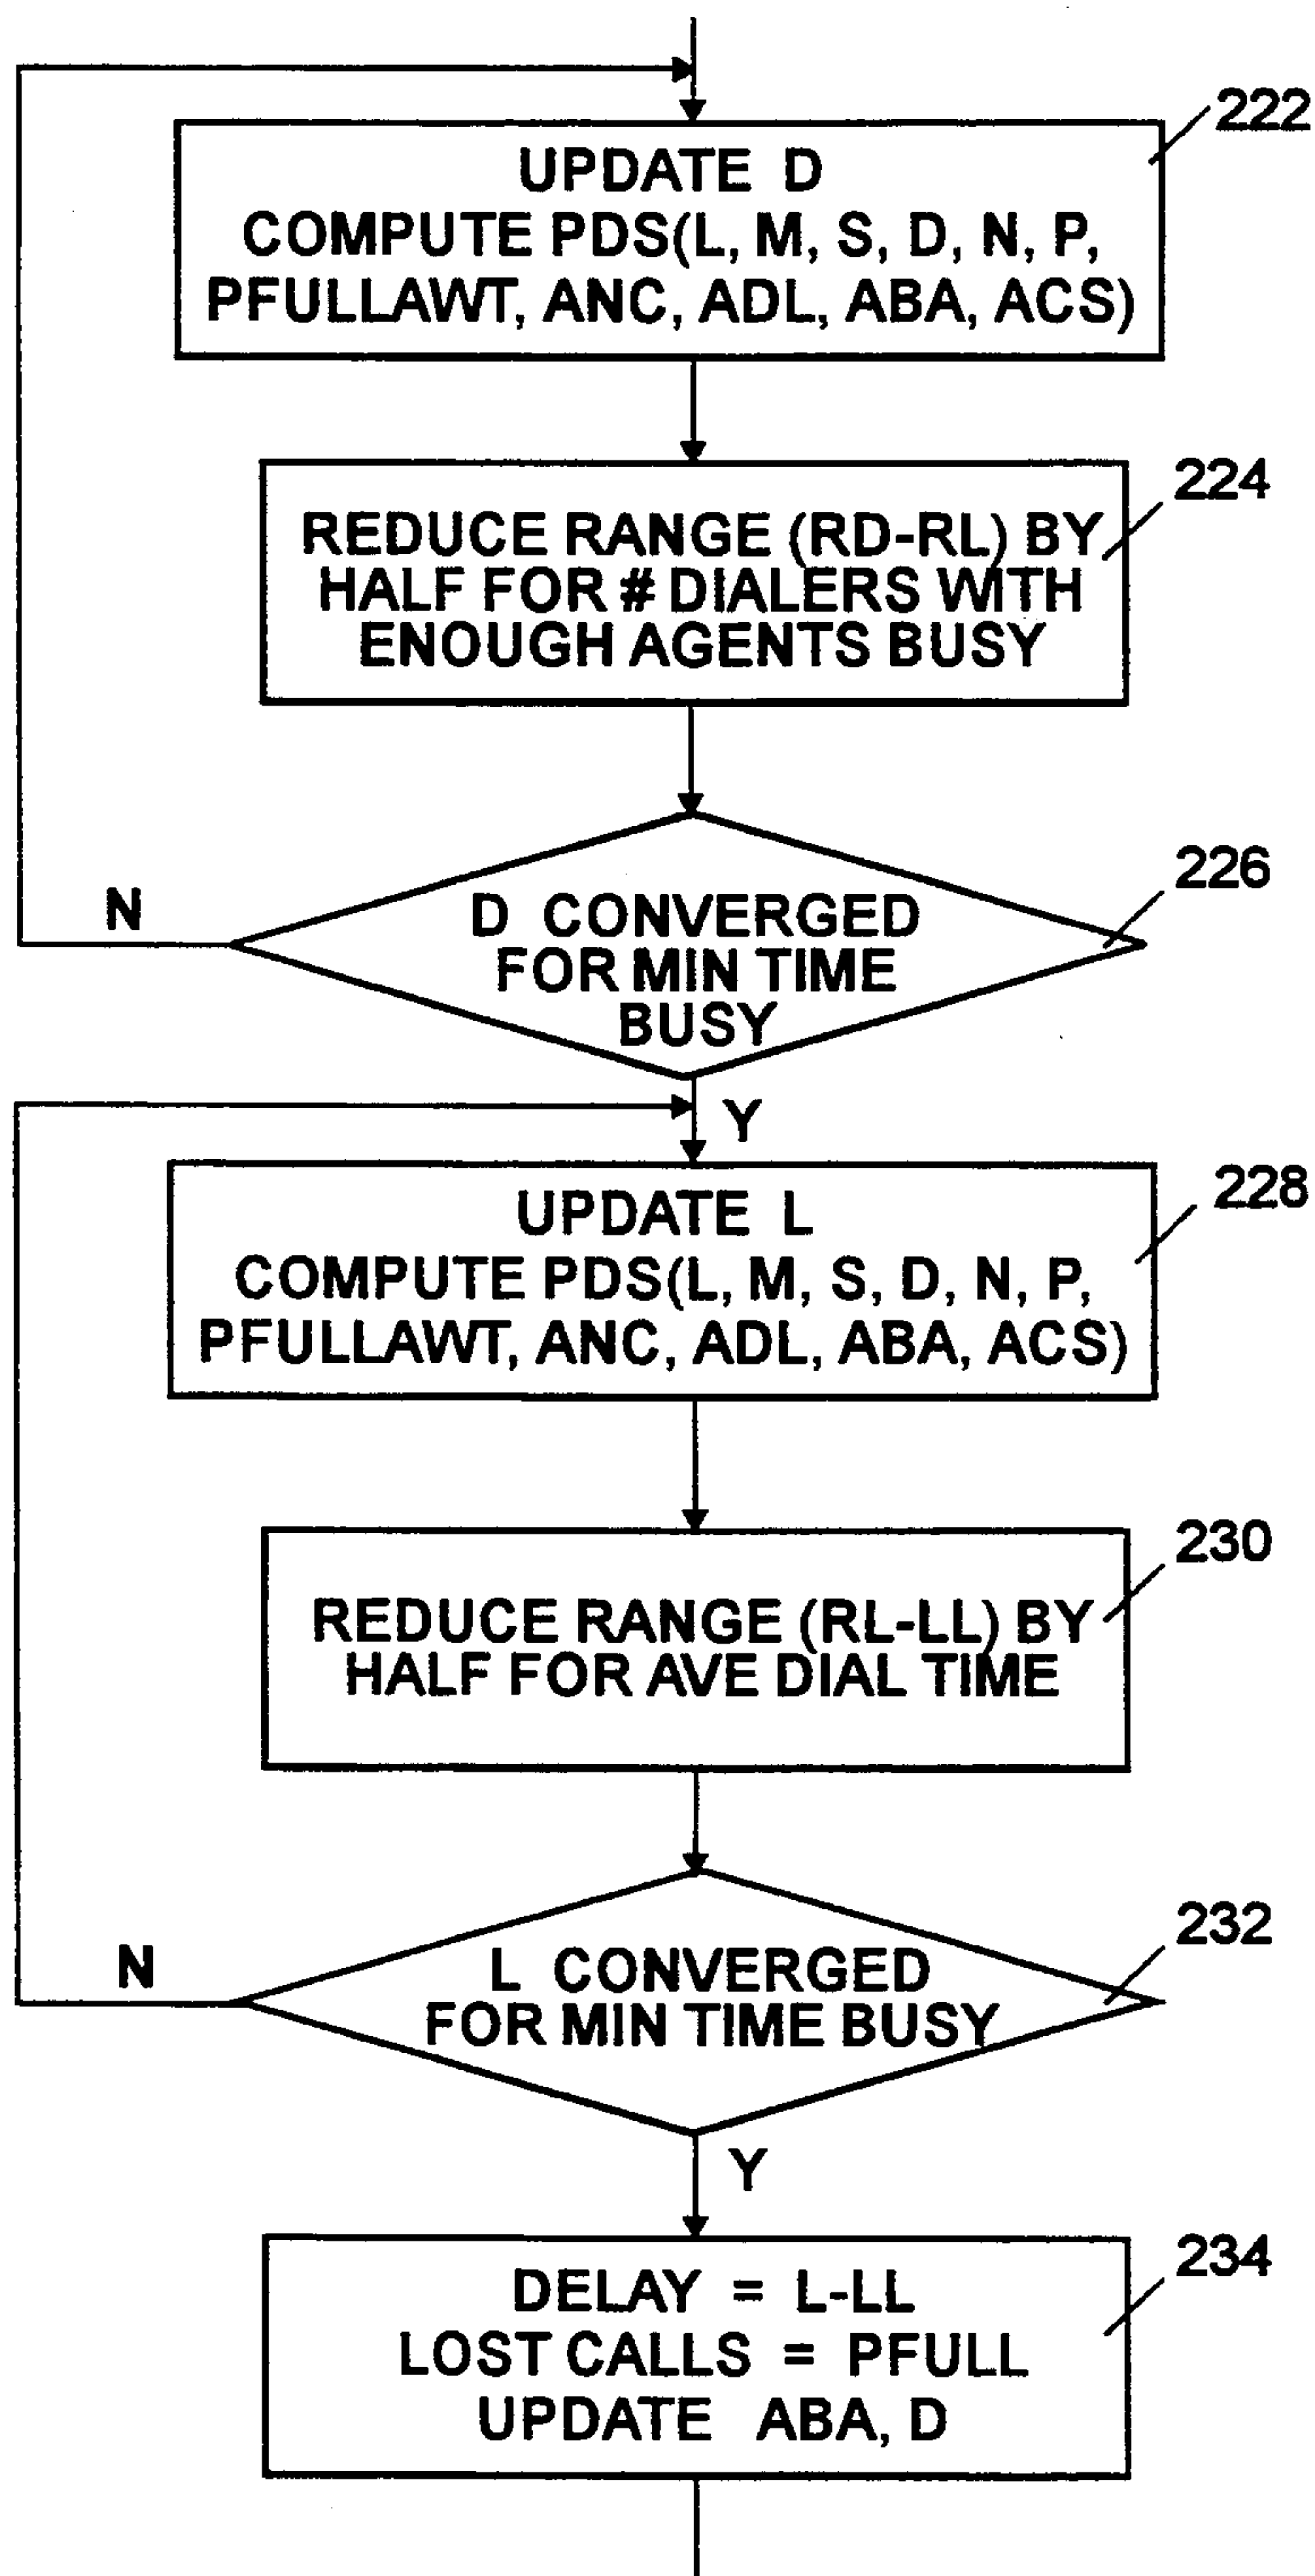 222
UPDATE D
COMPUTE PDS(L, M, S, D, N, P,
PFULLAWT, ANC, ADL, ABA, ACS)
224
REDUCE RANGE (RD-RL) BY
HALF FOR # DIALERS WITH
ENOUGH AGENTS BUSY
226
N
D CONVERGED
FOR MIN TIME
BUSY
Y
228
UPDATE L
COMPUTE PDS(L, M, S, D, N, P,
PFULLAWT, ANC, ADL, ABA, ACS)
230
REDUCE RANGE (RL-LL) BY
HALF FOR AVE DIAL TIME
232
N
L CONVERGED
FOR MIN TIME BUSY
Y
234
DELAY = L-LL
LOST CALLS = PFULL
UPDATE ABA, D